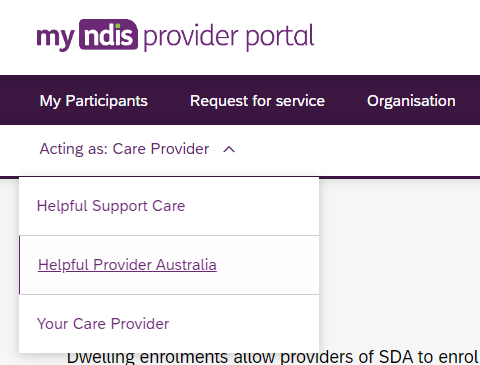 my ndis provider portal
My Participants Request for service Organisation
Acting as: Care Provider
Helpful Support Care
Helpful Provider Australia
Your Care Provider
Dwelling enrolments allow providers of SDA to enrol